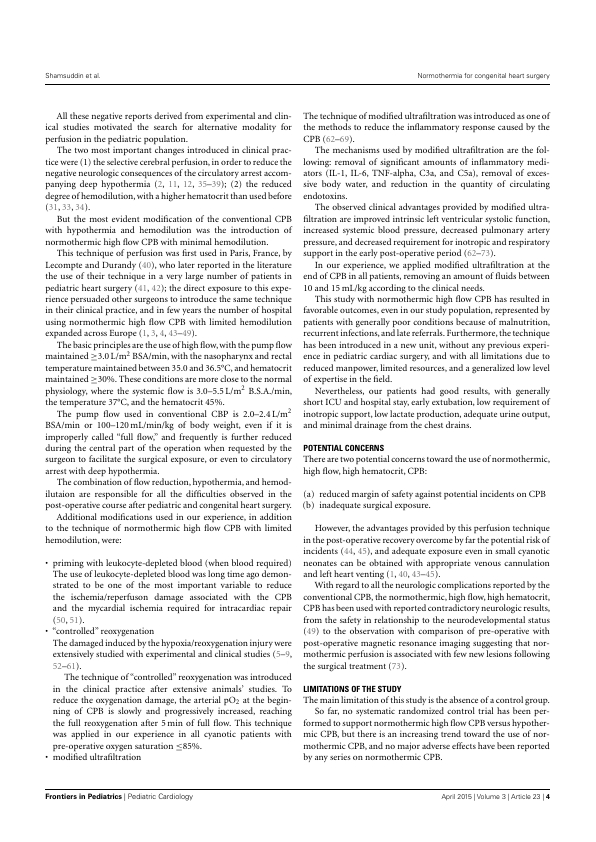 Shamsuddin et al.
Normothermia for congenital heart surgery
All these negative reports derived from experimental and clin-
ical studies motivated the search for alternative modality for
perfusion in the pediatric population.
The two most important changes introduced in clinical prac-
tice were (1) the selective cerebral perfusion, in order to reduce the
negative neurologic consequences of the circulatory arrest accom-
panying deep hypothermia (2, 11, 12, 35–39); (2) the reduced
degree of hemodilution, with a higher hematocrit than used before
(31, 33, 34).
But the most evident modification of the conventional CPB
with hypothermia and hemodilution was the introduction of
normothermic high flow CPB with minimal hemodilution.
This technique of perfusion was first used in Paris, France, by
Lecompte and Durandy (40), who later reported in the literature
the use of their technique in a very large number of patients in
pediatric heart surgery (41, 42); the direct exposure to this expe-
rience persuaded other surgeons to introduce the same technique
in their clinical practice, and in few years the number of hospital
using normothermic high flow CPB with limited hemodilution
expanded across Europe (1, 3, 4, 43–49).
The basic principles are the use of high flow, with the pump flow
maintained ≥3.0 L/m² BSA/min, with the nasopharynx and rectal
temperature maintained between 35.0 and 36.5°C, and hematocrit
maintained ≥30%. These conditions are more close to the normal
physiology, where the systemic flow is 3.0–5.5 L/m² B.S.A./min,
the temperature 37°C, and the hematocrit 45%.
The pump flow used in conventional CBP is 2.0–2.4 L/m²
BSA/min or 100–120 mL/min/kg of body weight, even if it is
improperly called “full flow,” and frequently is further reduced
during the central part of the operation when requested by the
surgeon to facilitate the surgical exposure, or even to circulatory
arrest with deep hypothermia.
The combination of flow reduction, hypothermia, and hemod-
ilutaion are responsible for all the difficulties observed in the
post-operative course after pediatric and congenital heart surgery.
Additional modifications used in our experience, in addition
to the technique of normothermic high flow CPB with limited
hemodilution, were:
• priming with leukocyte-depleted blood (when blood required)
The use of leukocyte-depleted blood was long time ago demon-
strated to be one of the most important variable to reduce
the ischemia/reperfusion damage associated with the CPB
and the mycardial ischemia required for intracardiac repair
(50, 51).
• “controlled” reoxygenation
The damaged induced by the hypoxia/reoxygenation injury were
extensively studied with experimental and clinical studies (5–9,
52–61).
The technique of “controlled” reoxygenation was introduced
in the clinical practice after extensive animals’ studies. To
reduce the oxygenation damage, the arterial pO₂ at the begin-
ning of CPB is slowly and progressively increased, reaching
the full reoxygenation after 5 min of full flow. This technique
was applied in our experience in all cyanotic patients with
pre-operative oxygen saturation ≤85%.
• modified ultrafiltration
The technique of modified ultrafiltration was introduced as one of
the methods to reduce the inflammatory response caused by the
CPB (62–69).
The mechanisms used by modified ultrafiltration are the fol-
lowing: removal of significant amounts of inflammatory medi-
ators (IL-1, IL-6, TNF-alpha, C3a, and C5a), removal of exces-
sive body water, and reduction in the quantity of circulating
endotoxins.
The observed clinical advantages provided by modified ultra-
filtration are improved intrinsic left ventricular systolic function,
increased systemic blood pressure, decreased pulmonary artery
pressure, and decreased requirement for inotropic and respiratory
support in the early post-operative period (62–73).
In our experience, we applied modified ultrafiltration at the
end of CPB in all patients, removing an amount of fluids between
10 and 15 mL/kg according to the clinical needs.
This study with normothermic high flow CPB has resulted in
favorable outcomes, even in our study population, represented by
patients with generally poor conditions because of malnutrition,
recurrent infections, and late referrals. Furthermore, the technique
has been introduced in a new unit, without any previous experi-
ence in pediatric cardiac surgery, and with all limitations due to
reduced manpower, limited resources, and a generalized low level
of expertise in the field.
Nevertheless, our patients had good results, with generally
short ICU and hospital stay, early extubation, low requirement of
inotropic support, low lactate production, adequate urine output,
and minimal drainage from the chest drains.
POTENTIAL CONCERNS
There are two potential concerns toward the use of normothermic,
high flow, high hematocrit, CPB:
(a) reduced margin of safety against potential incidents on CPB
(b) inadequate surgical exposure.
However, the advantages provided by this perfusion technique
in the post-operative recovery overcome by far the potential risk of
incidents (44, 45), and adequate exposure even in small cyanotic
neonates can be obtained with appropriate venous cannulation
and left heart venting (1, 40, 43–45).
With regard to all the neurologic complications reported by the
conventional CPB, the normothermic, high flow, high hematocrit,
CPB has been used with reported contradictory neurologic results,
from the safety in relationship to the neurodevelopmental status
(49) to the observation with comparison of pre-operative with
post-operative magnetic resonance imaging suggesting that nor-
mothermic perfusion is associated with few new lesions following
the surgical treatment (73).
LIMITATIONS OF THE STUDY
The main limitation of this study is the absence of a control group.
So far, no systematic randomized control trial has been per-
formed to support normothermic high flow CPB versus hypother-
mic CPB, but there is an increasing trend toward the use of nor-
mothermic CPB, and no major adverse effects have been reported
by any series on normothermic CPB.
Frontiers in Pediatrics | Pediatric Cardiology
April 2015 | Volume 3 | Article 23 | 4